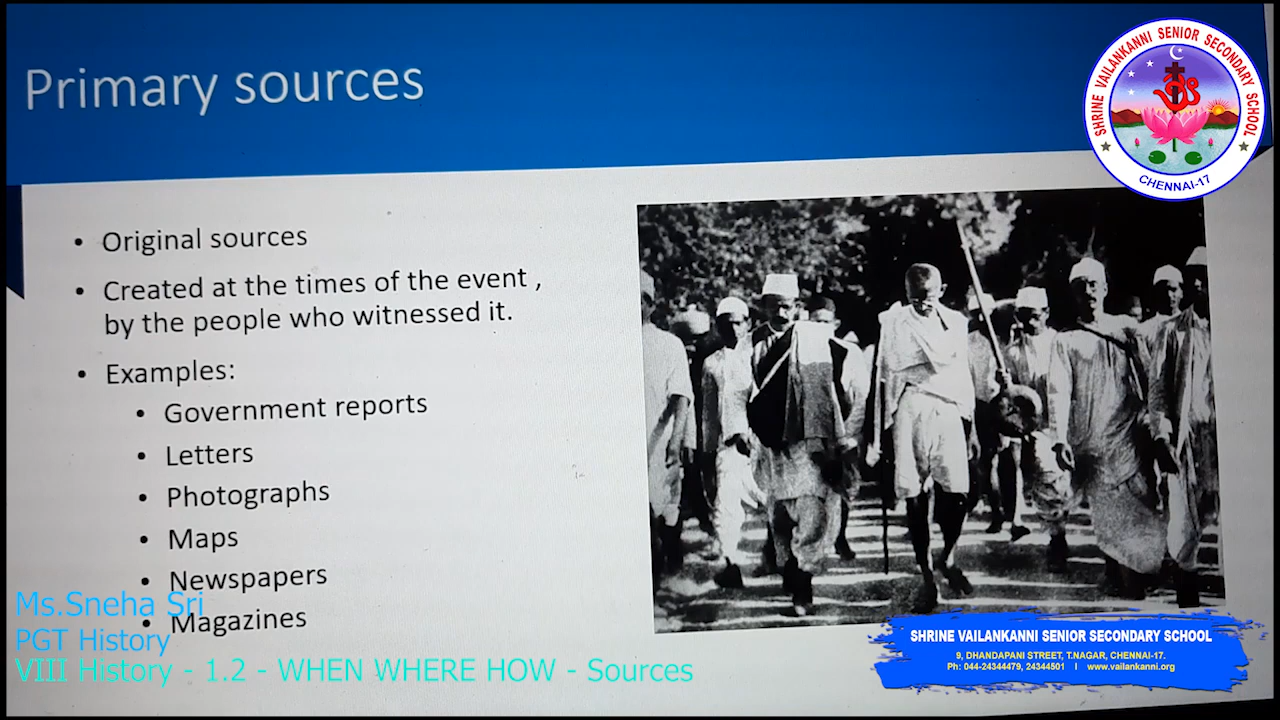 Primary sources
SHRINE VAILANKANNI SENIOR SECONDARY SCHOOL
CHENNAI-17
• Original sources
• Created at the times of the event ,
by the people who witnessed it.
• Examples:
• Government reports
• Letters
• Photographs
• Maps
• Newspapers
• Magazines
Ms.Sneha Sri
PGT History
VIII History - 1.2 - WHEN WHERE HOW - Sources
SHRINE VAILANKANNI SENIOR SECONDARY SCHOOL
9, DHANDAPANI STREET, T.NAGAR, CHENNAI-17.
Ph: 044-24344479, 24344501 I www.vailankanni.org